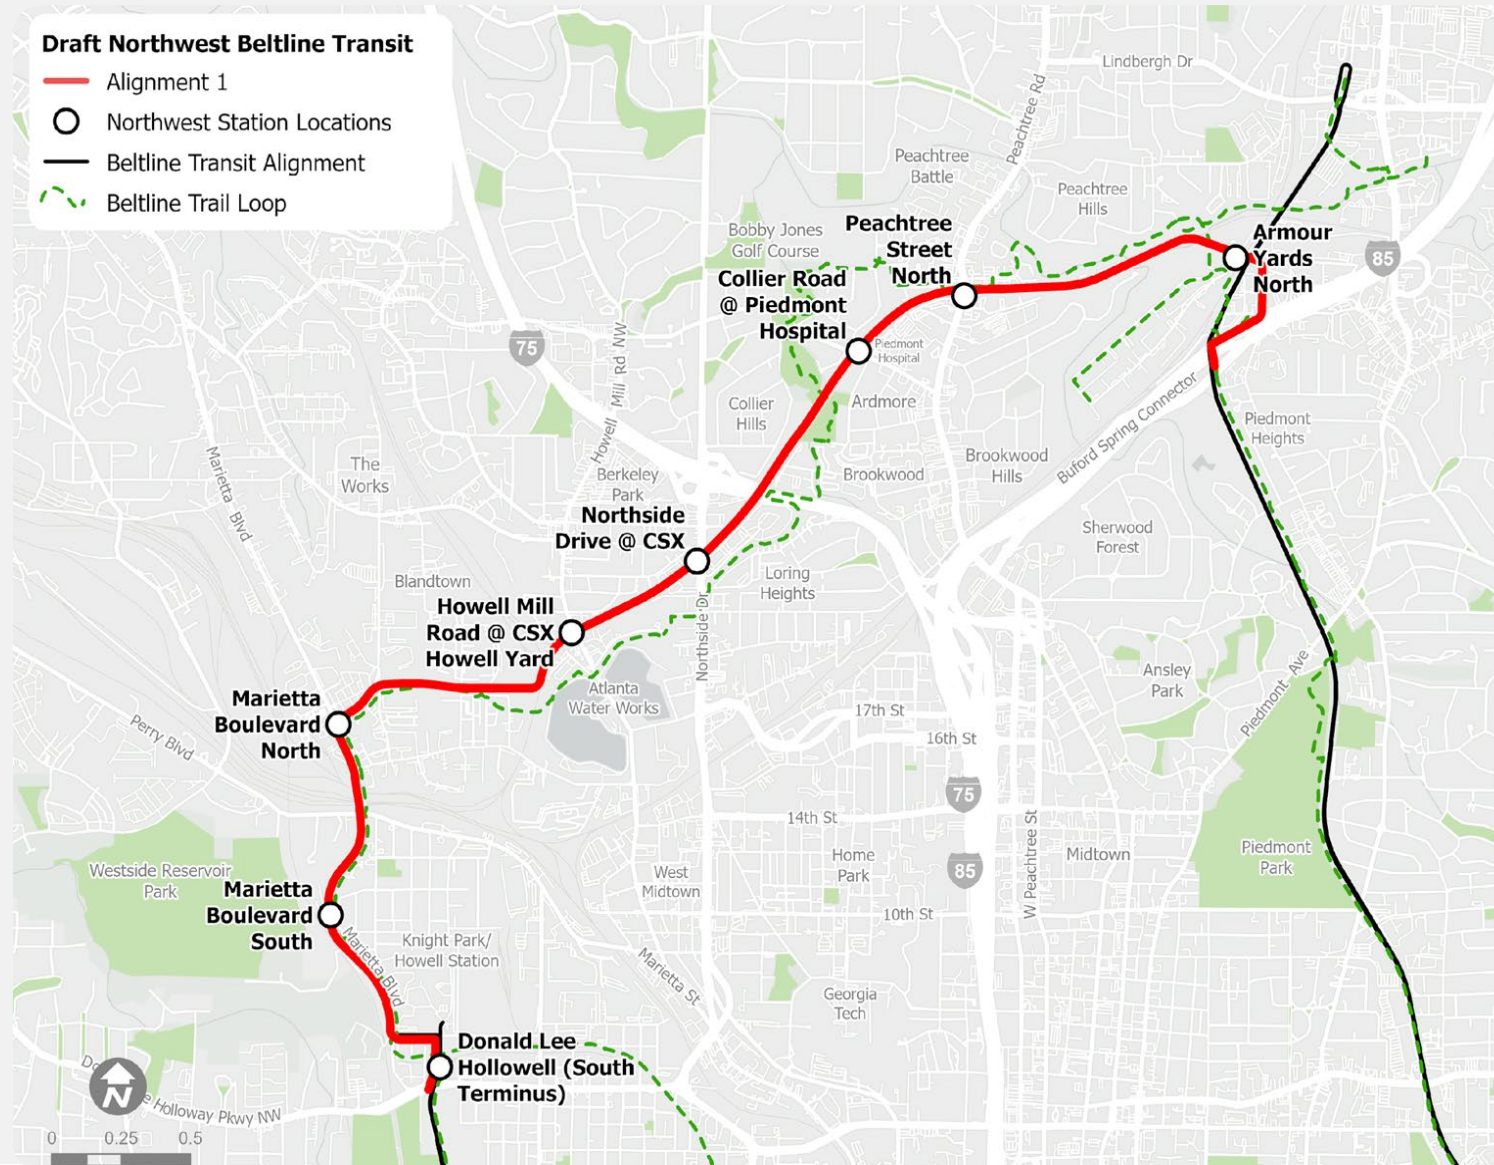 Draft Northwest Beltline Transit
Alignment 1
Northwest Station Locations
Beltline Transit Alignment
Beltline Trail Loop
Lindbergh Dr
Peachtree Rd
Peachtree
Battle
Peachtree
Hills
Bobby Jones
Golf Course
Peachtree
Street
North
Armour
Yards
North
85
Collier Road
@ Piedmont
Hospital
Piedmont
Hospital
75
Howell Mill Rd NW
Collier
Hills
Ardmore
Buford Spring Connector
Piedmont
Heights
Marietta Blvd
The
Works
Berkeley
Park
Brookwood
Brookwood
Hills
Northside
Drive @ CSX
Sherwood
Forest
Blandtown
Loring
Heights
Howell Mill
Road @ CSX
Howell Yard
Northside Dr
Ansley
Park
Piedmont Ave
Atlanta
Water Works
Marietta
Boulevard
North
Perry Blvd
17th St
16th St
75
14th St
W Peachtree St
Home
Park
Midtown
Piedmont
Park
85
Westside Reservoir
Park
West
Midtown
Marietta
Boulevard
South
10th St
Marietta Blvd
Knight Park/
Howell Station
Marietta St
Georgia
Tech
Donald Lee
Hollowell (South
Terminus)
N
Holloway Pkwy NW
0 0.25 0.5